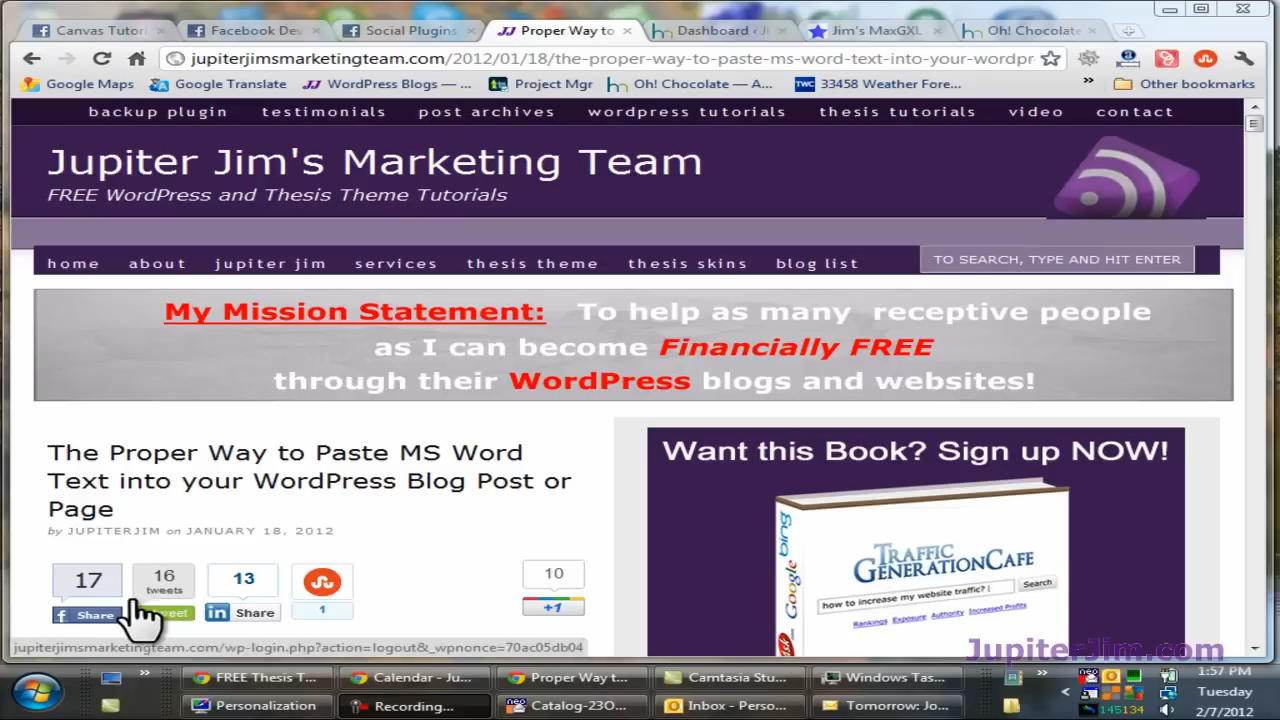 Canvas Tutori
Facebook Dev
Social Plugins
Proper Way to
Dashboard ‹ J
Jim's MaxGXL
Oh! Chocolate
jupiterjimsmarketingteam.com/2012/01/18/the-proper-way-to-paste-ms-word-text-into-your-wordpr
Google Maps
Google Translate
WordPress Blogs — ...
Project Mgr
Oh! Chocolate — A...
TWC
33458 Weather Fore...
»
Other bookmarks
backup plugin
testimonials
post archives
wordpress tutorials
thesis tutorials
video
contact
Jupiter Jim's Marketing Team
FREE WordPress and Thesis Theme Tutorials
home
about
jupiter jim
services
thesis theme
thesis skins
blog list
TO SEARCH, TYPE AND HIT ENTER
My Mission Statement: To help as many receptive people
as I can become Financially FREE
through their WordPress blogs and websites!
The Proper Way to Paste MS Word
Text into your WordPress Blog Post or
Page
by JUPITERJIM on JANUARY 18, 2012
17
Share
16
tweets
tweet
13
Share
1
10
+1
Want this Book? Sign up NOW!
bing
Google
TRAFFIC
GENERATIONCAFE
how to increase my website traffic? |
Search
Rankings Exposure Authority Increased Profits
jupiterjimsmarketingteam.com/wp-login.php?action=logout&_wpnonce=70ac05db04
JupiterJim.com
»
FREE Thesis T...
Calendar - Ju...
Proper Way t...
Camtasia Stu...
Windows Tas...
»
1:57 PM
Personalization
Recording...
Catalog-23O...
Inbox - Perso...
Tomorrow: Jo...
Tuesday
145134
2/7/2012